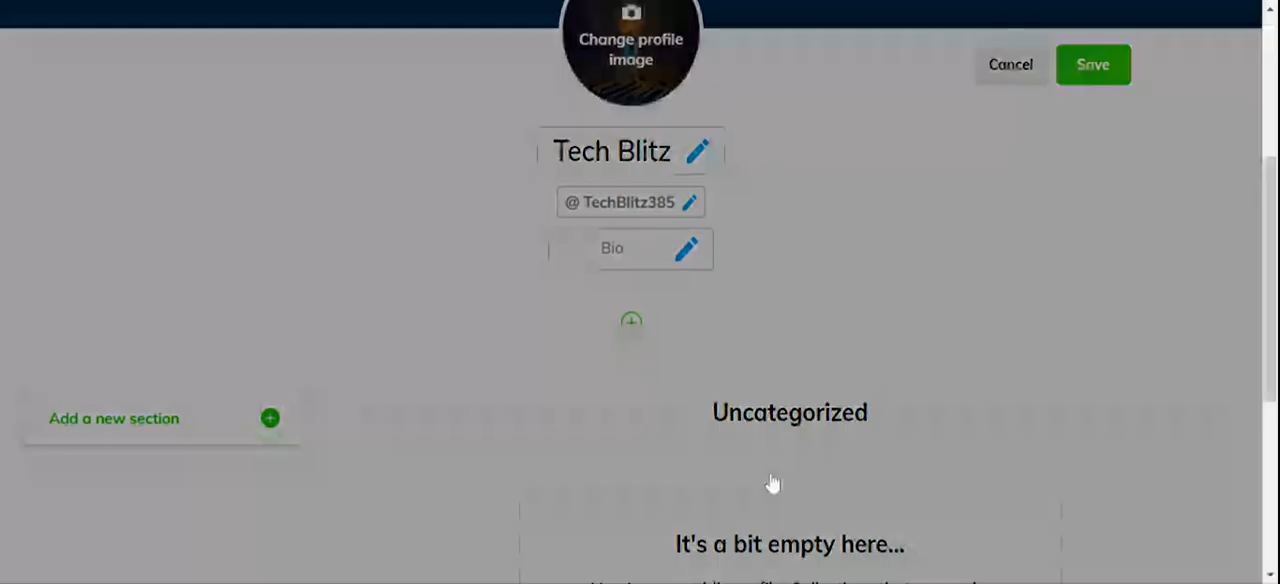 Change profile
image
Cancel
Save
Tech Blitz
@ TechBlitz385
Bio
Add a new section
Uncategorized
It's a bit empty here...